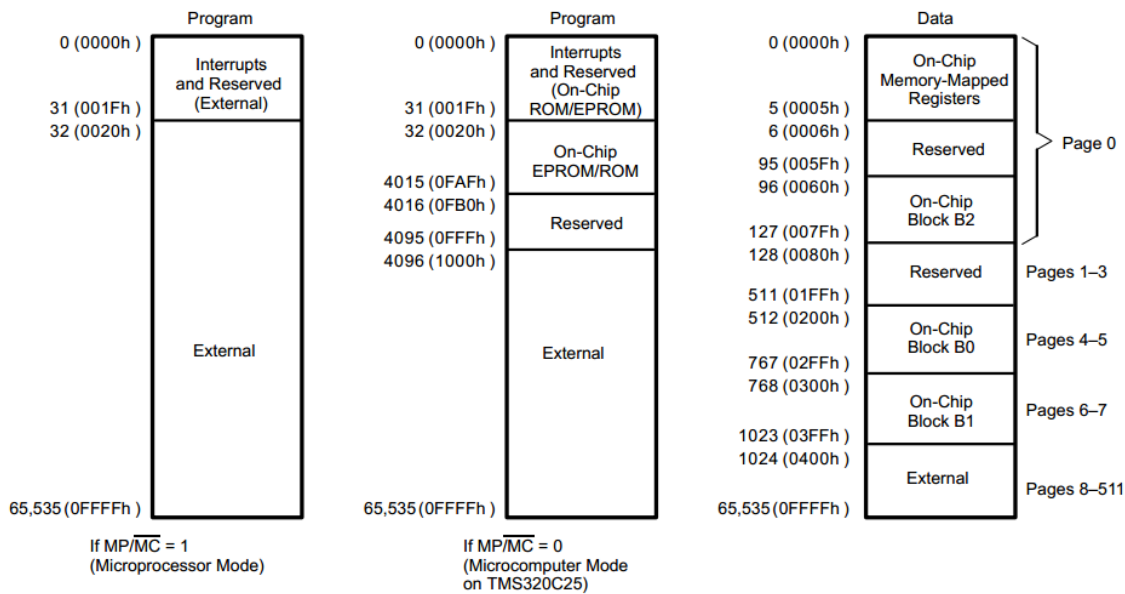 Program
0 (0000h )
Interrupts
and Reserved
(External)
31 (001Fh )
32 (0020h )
External
65,535 (0FFFFh )
If MP/MC = 1
(Microprocessor Mode)
Program
0 (0000h )
Interrupts
and Reserved
(On-Chip
ROM/EPROM)
31 (001Fh )
32 (0020h )
On-Chip
EPROM/ROM
4015 (0FAFh )
4016 (0FB0h )
Reserved
4095 (0FFFh )
4096 (1000h )
External
65,535 (0FFFFh )
If MP/MC = 0
(Microcomputer Mode
on TMS320C25)
Data
0 (0000h )
On-Chip
Memory-Mapped
Registers
5 (0005h )
6 (0006h )
Reserved
Page 0
95 (005Fh )
96 (0060h )
On-Chip
Block B2
127 (007Fh )
128 (0080h )
Reserved
Pages 1–3
511 (01FFh )
512 (0200h )
On-Chip
Block B0
Pages 4–5
767 (02FFh )
768 (0300h )
On-Chip
Block B1
Pages 6–7
1023 (03FFh )
1024 (0400h )
External
Pages 8–511
65,535 (0FFFFh )